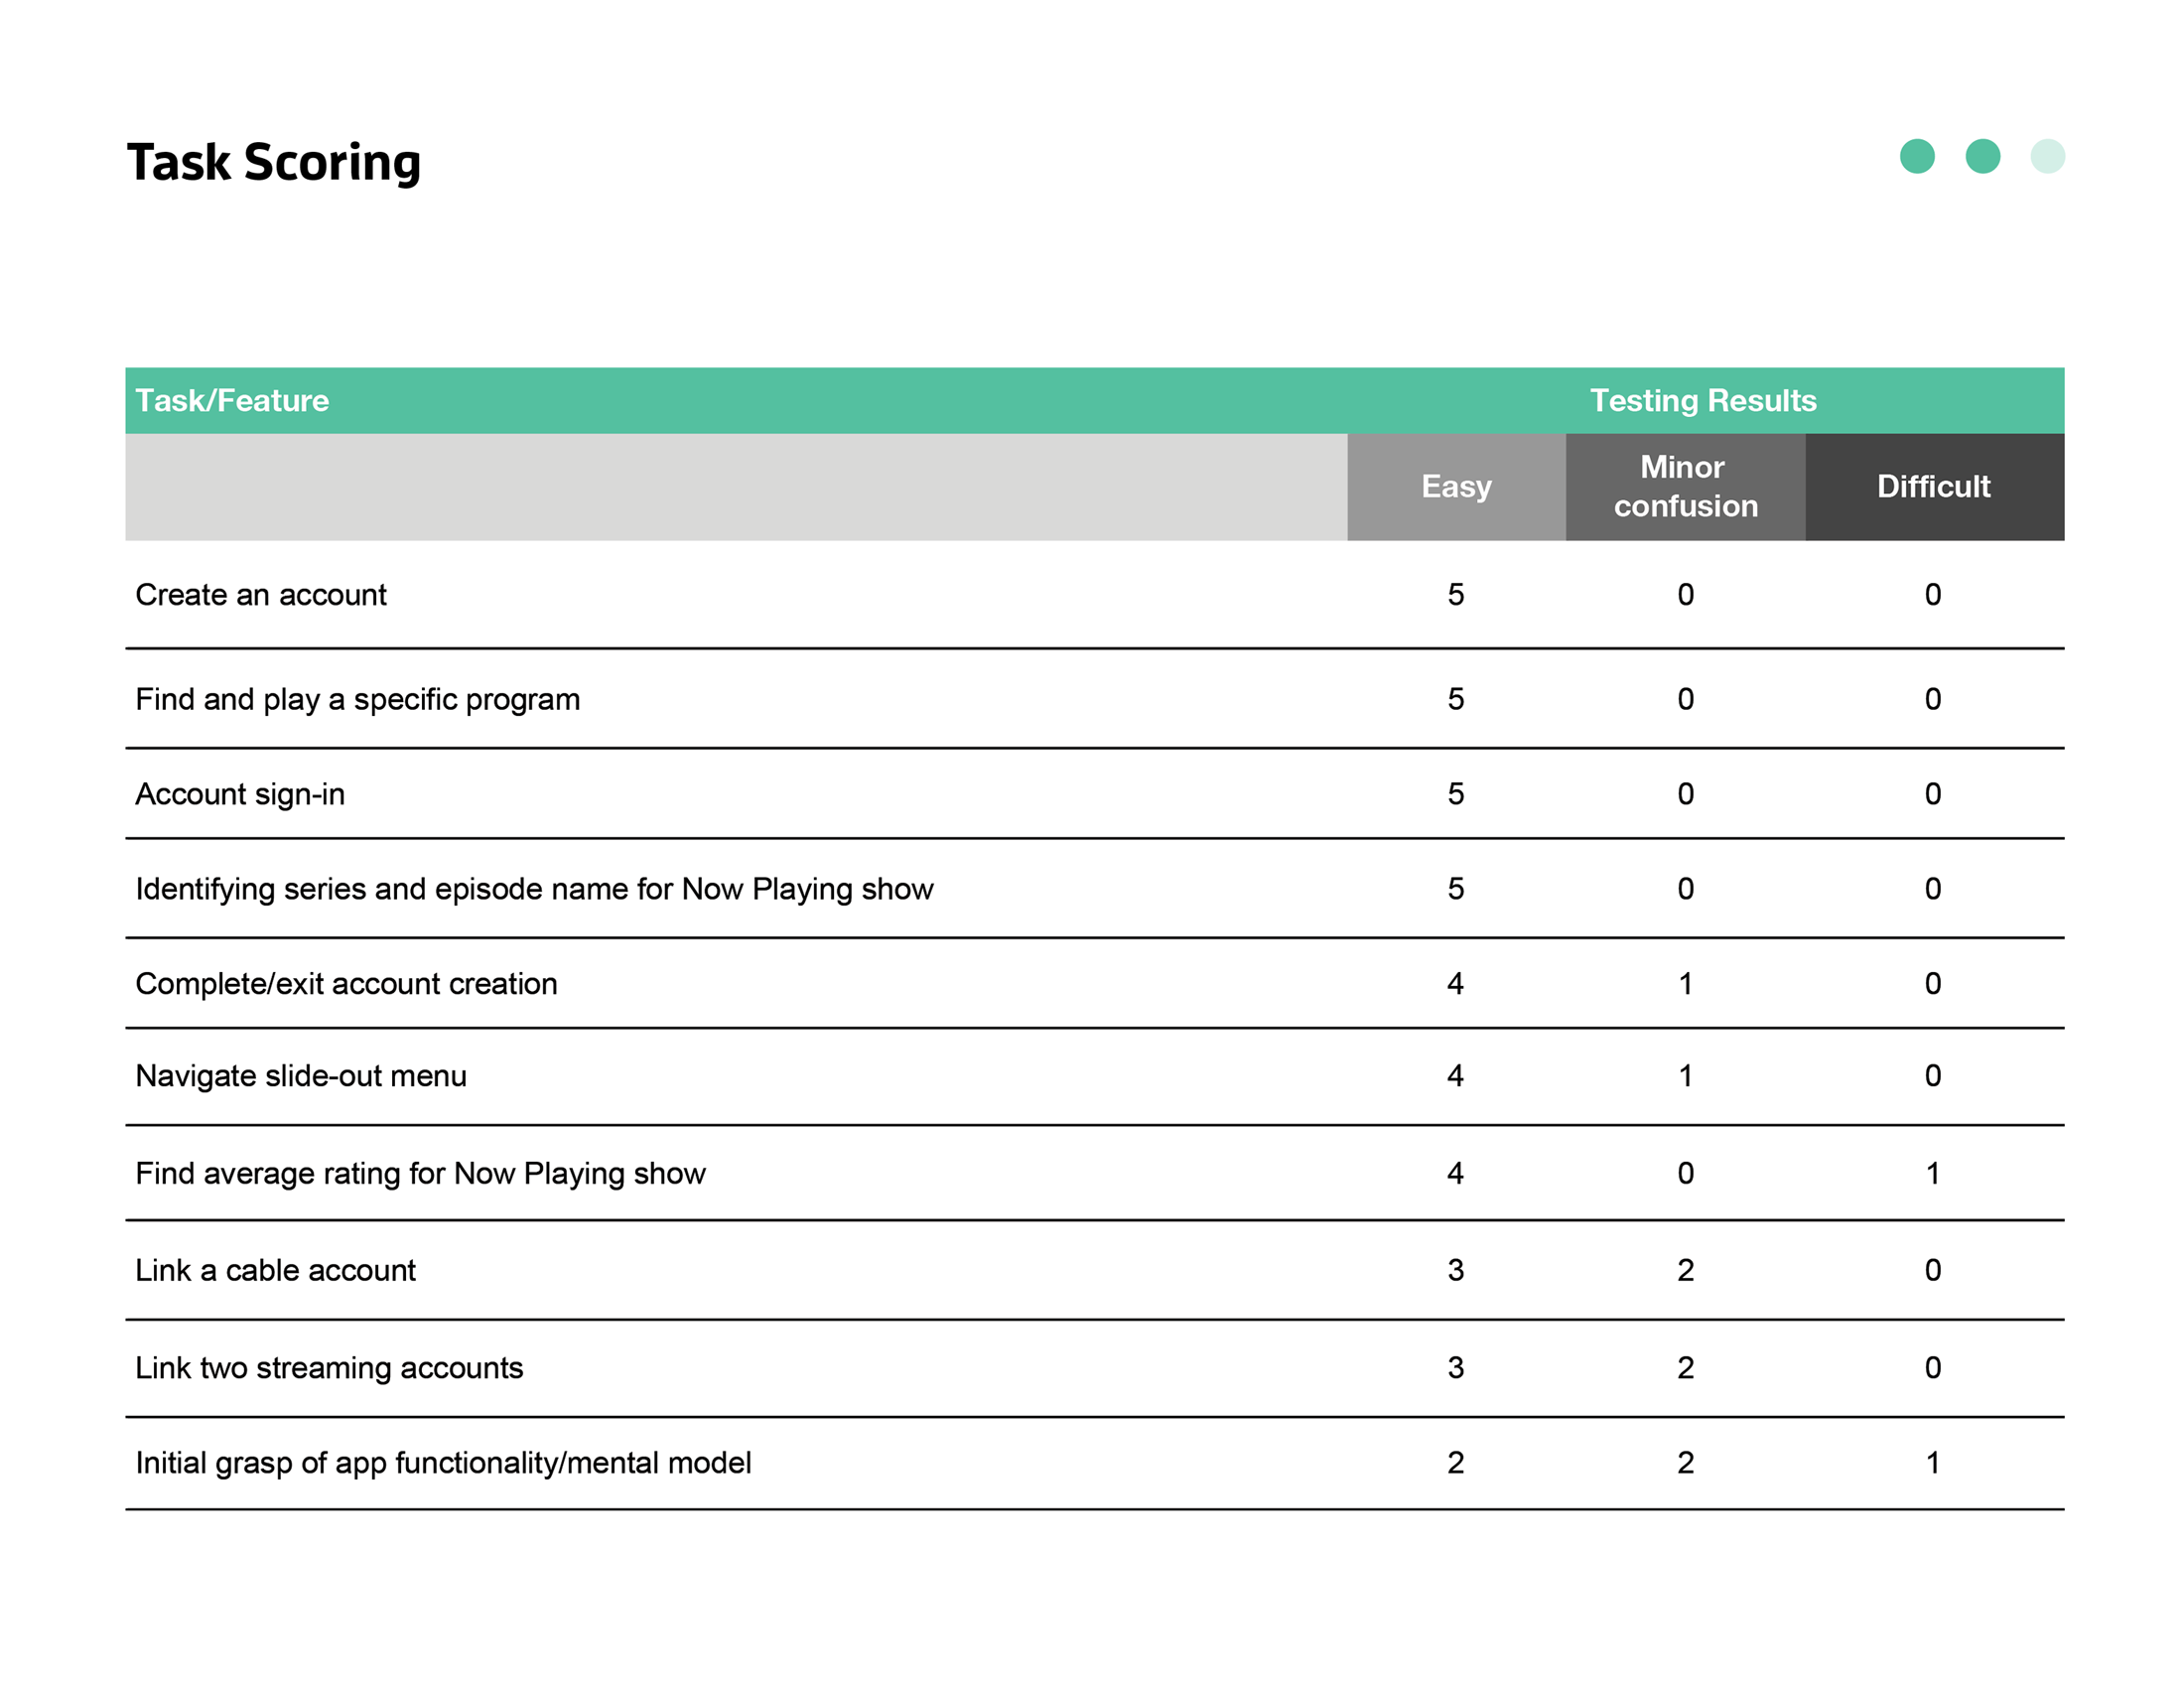 Task Scoring
Task/Feature Testing Results
Easy Minor confusion Difficult
Create an account 5 0 0
Find and play a specific program 5 0 0
Account sign-in 5 0 0
Identifying series and episode name for Now Playing show 5 0 0
Complete/exit account creation 4 1 0
Navigate slide-out menu 4 1 0
Find average rating for Now Playing show 4 0 1
Link a cable account 3 2 0
Link two streaming accounts 3 2 0
Initial grasp of app functionality/mental model 2 2 1